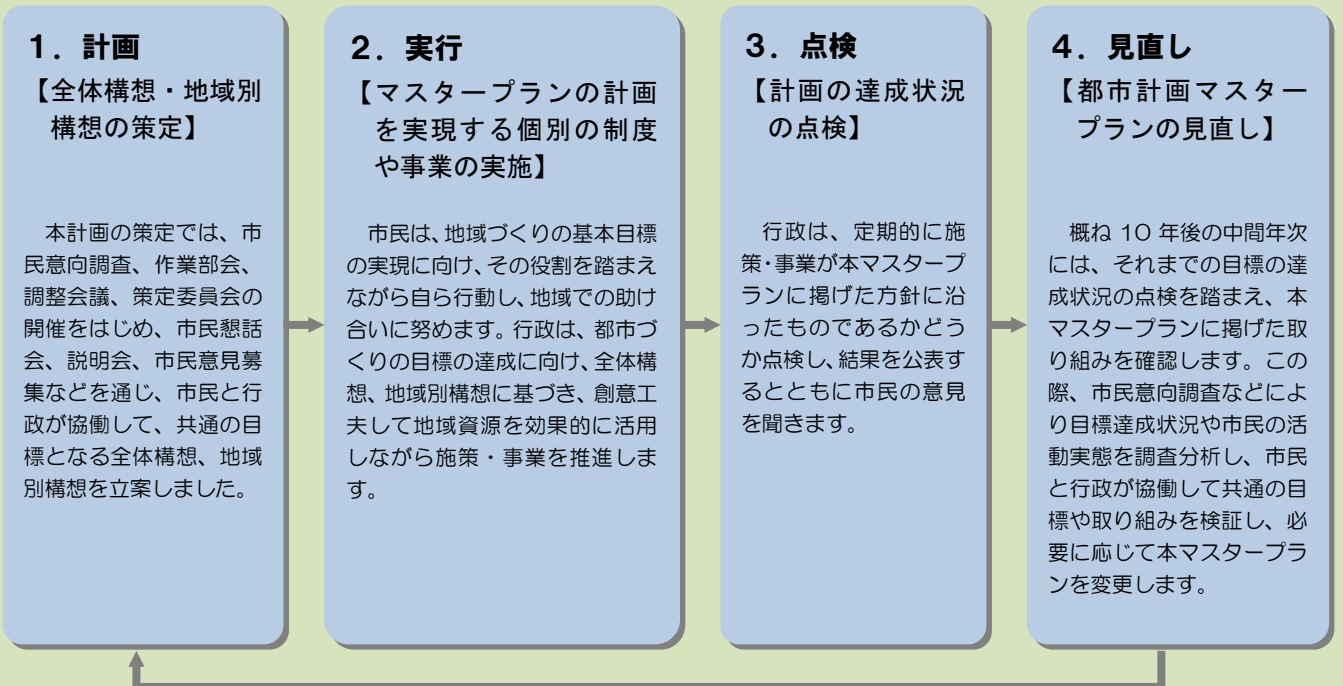 1．計画
【全体構想・地域別
構想の策定】
本計画の策定では、市
民意向調査、作業部会、
調整会議、策定委員会の
開催をはじめ、市民懇話
会、説明会、市民意見募
集などを通じ、市民と行
政が協働して、共通の目
標となる全体構想、地域
別構想を立案しました。
2．実行
【マスタープランの計画
を実現する個別の制度
や事業の実施】
市民は、地域づくりの基本目標
の実現に向け、その役割を踏まえ
ながら自ら行動し、地域での助け
合いに努めます。行政は、都市づ
くりの目標の達成に向け、全体構
想、地域別構想に基づき、創意工
夫して地域資源を効果的に活用
しながら施策・事業を推進しま
す。
3．点検
【計画の達成状況
の点検】
行政は、定期的に施
策・事業が本マスタープ
ランに掲げた方針に沿
ったものであるかどう
か点検し、結果を公表す
るとともに市民の意見
を聞きます。
4．見直し
【都市計画マスター
プランの見直し】
概ね 10 年後の中間年次
には、それまでの目標の達
成状況の点検を踏まえ、本
マスタープランに掲げた取
り組みを確認します。この
際、市民意向調査などによ
り目標達成状況や市民の活
動実態を調査分析し、市民
と行政が協働して共通の目
標や取り組みを検証し、必
要に応じて本マスタープラ
ンを変更します。